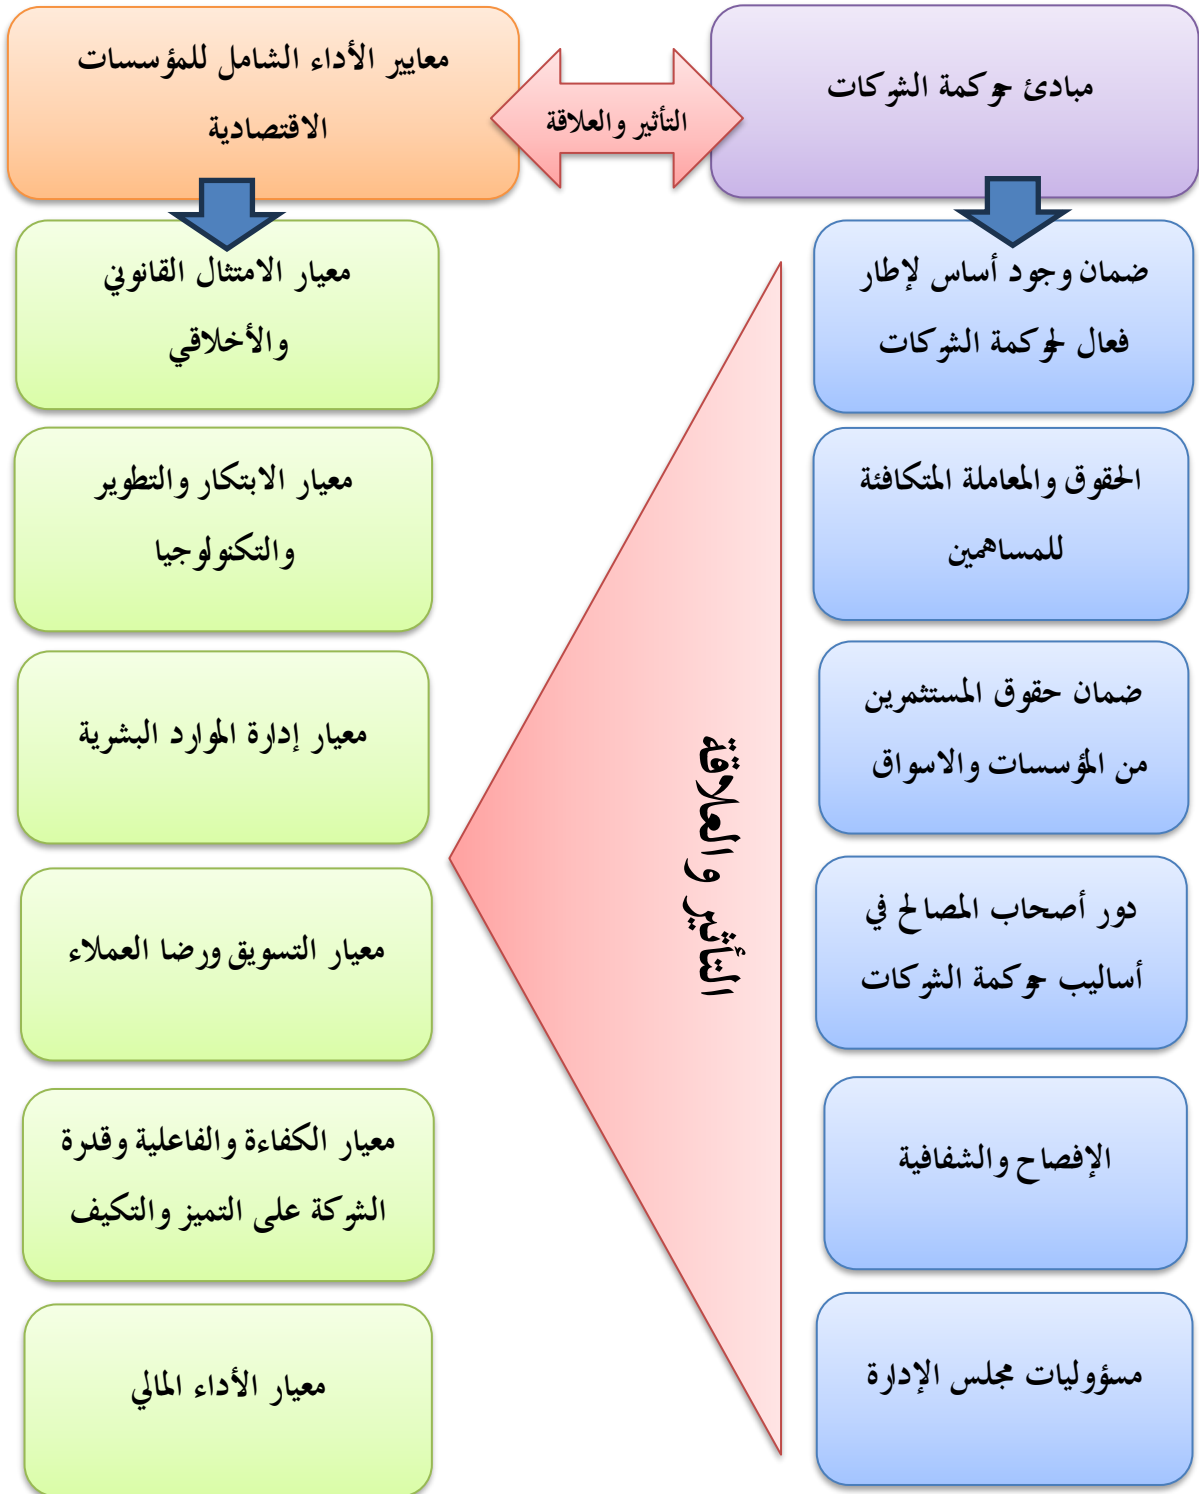 مبادئ حوكمة الشركات
التأثير والعلاقة
معايير الأداء الشامل للمؤسسات
الاقتصادية
ضمان وجود أساس لإطار
فعال لحوكمة الشركات
الحقوق والمعاملة المتكافئة
للمساهمين
ضمان حقوق المستثمرين
من المؤسسات والاسواق
دور أصحاب المصالح في
أساليب حوكمة الشركات
الإفصاح والشفافية
مسؤوليات مجلس الإدارة
التأثير والعلاقة
معيار الامتثال القانوني
والأخلاقي
معيار الابتكار والتطوير
والتكنولوجيا
معيار إدارة الموارد البشرية
معيار التسويق ورضا العملاء
معيار الكفاءة والفاعلية وقدرة
الشركة على التميز والتكيف
معيار الأداء المالي